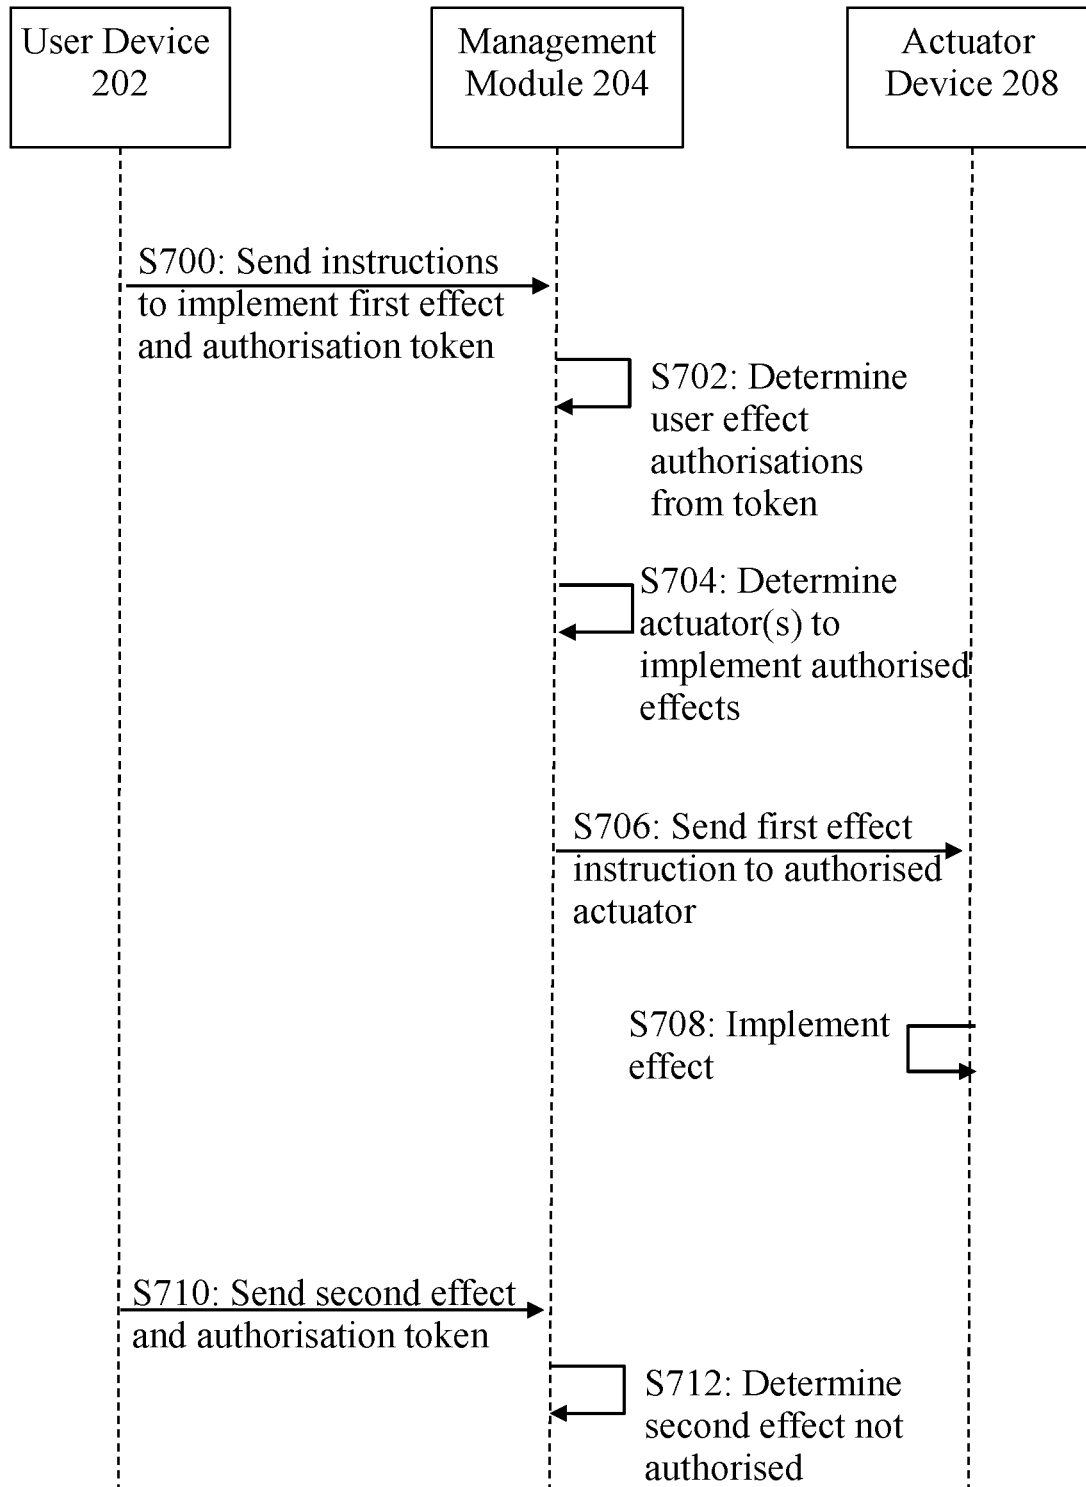 User Device
202
Management
Module 204
Actuator
Device 208
S700: Send instructions
to implement first effect
and authorisation token
S702: Determine
user effect
authorisations
from token
S704: Determine
actuator(s) to
implement authorised
effects
S706: Send first effect
instruction to authorised
actuator
S708: Implement
effect
S710: Send second effect
and authorisation token
S712: Determine
second effect not
authorised